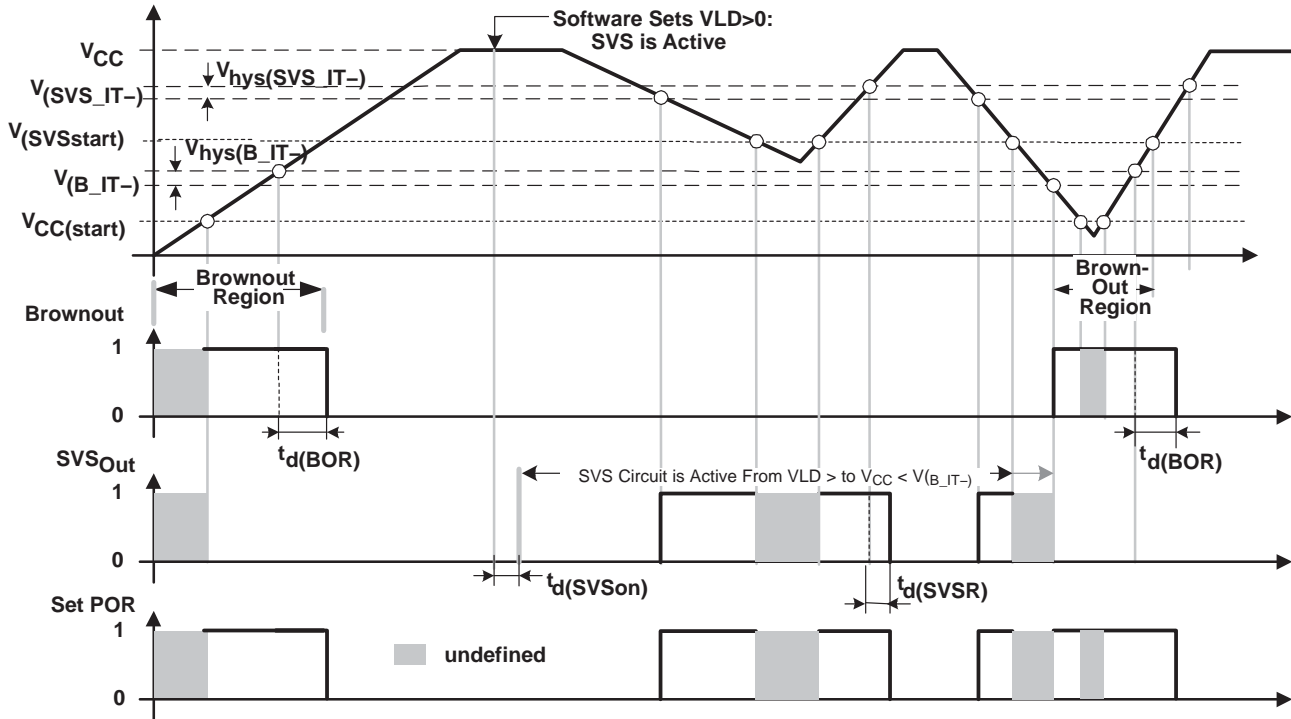 Software Sets VLD>0:
SVS is Active
VCC
Vhys(SVS_IT–)
V(SVS_IT–)
V(SVSstart)
Vhys(B_IT–)
V(B_IT–)
VCC(start)
Brownout
Region
Brown-
Out
Region
Brownout
1
0
td(BOR)
td(BOR)
SVSOut
SVS Circuit is Active From VLD > to VCC < V(B_IT–)
1
0
td(SVSon)
td(SVSR)
Set POR
1
undefined
0